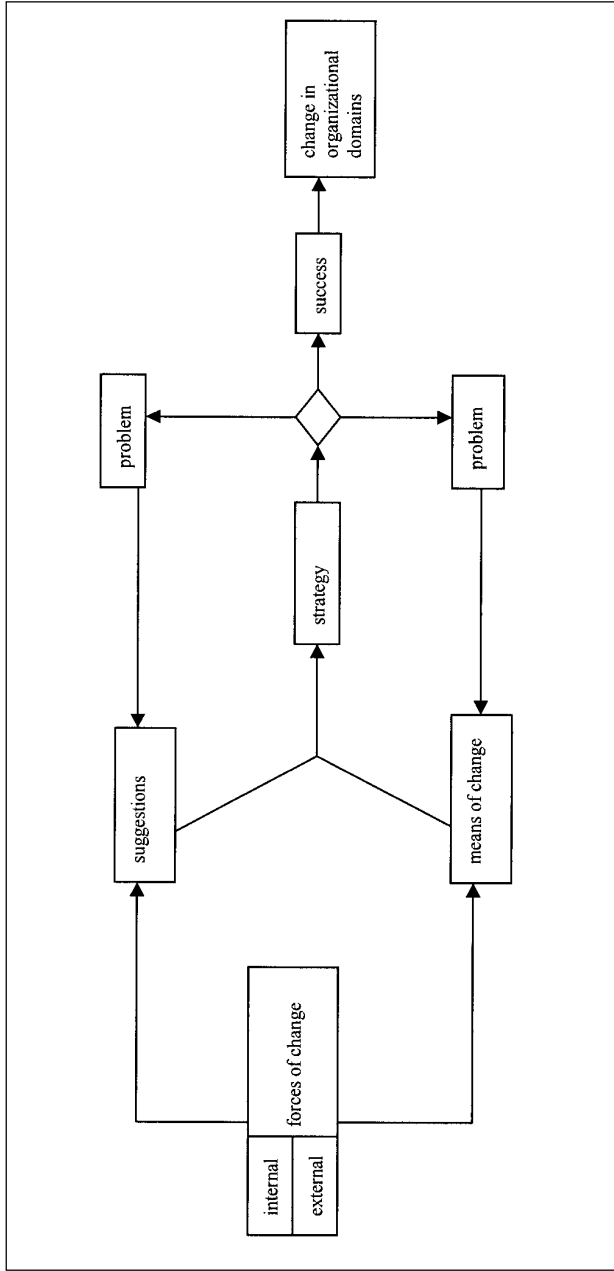 internal
external
forces of change
suggestions
means of change
strategy
problem
problem
success
change in
organizational
domains